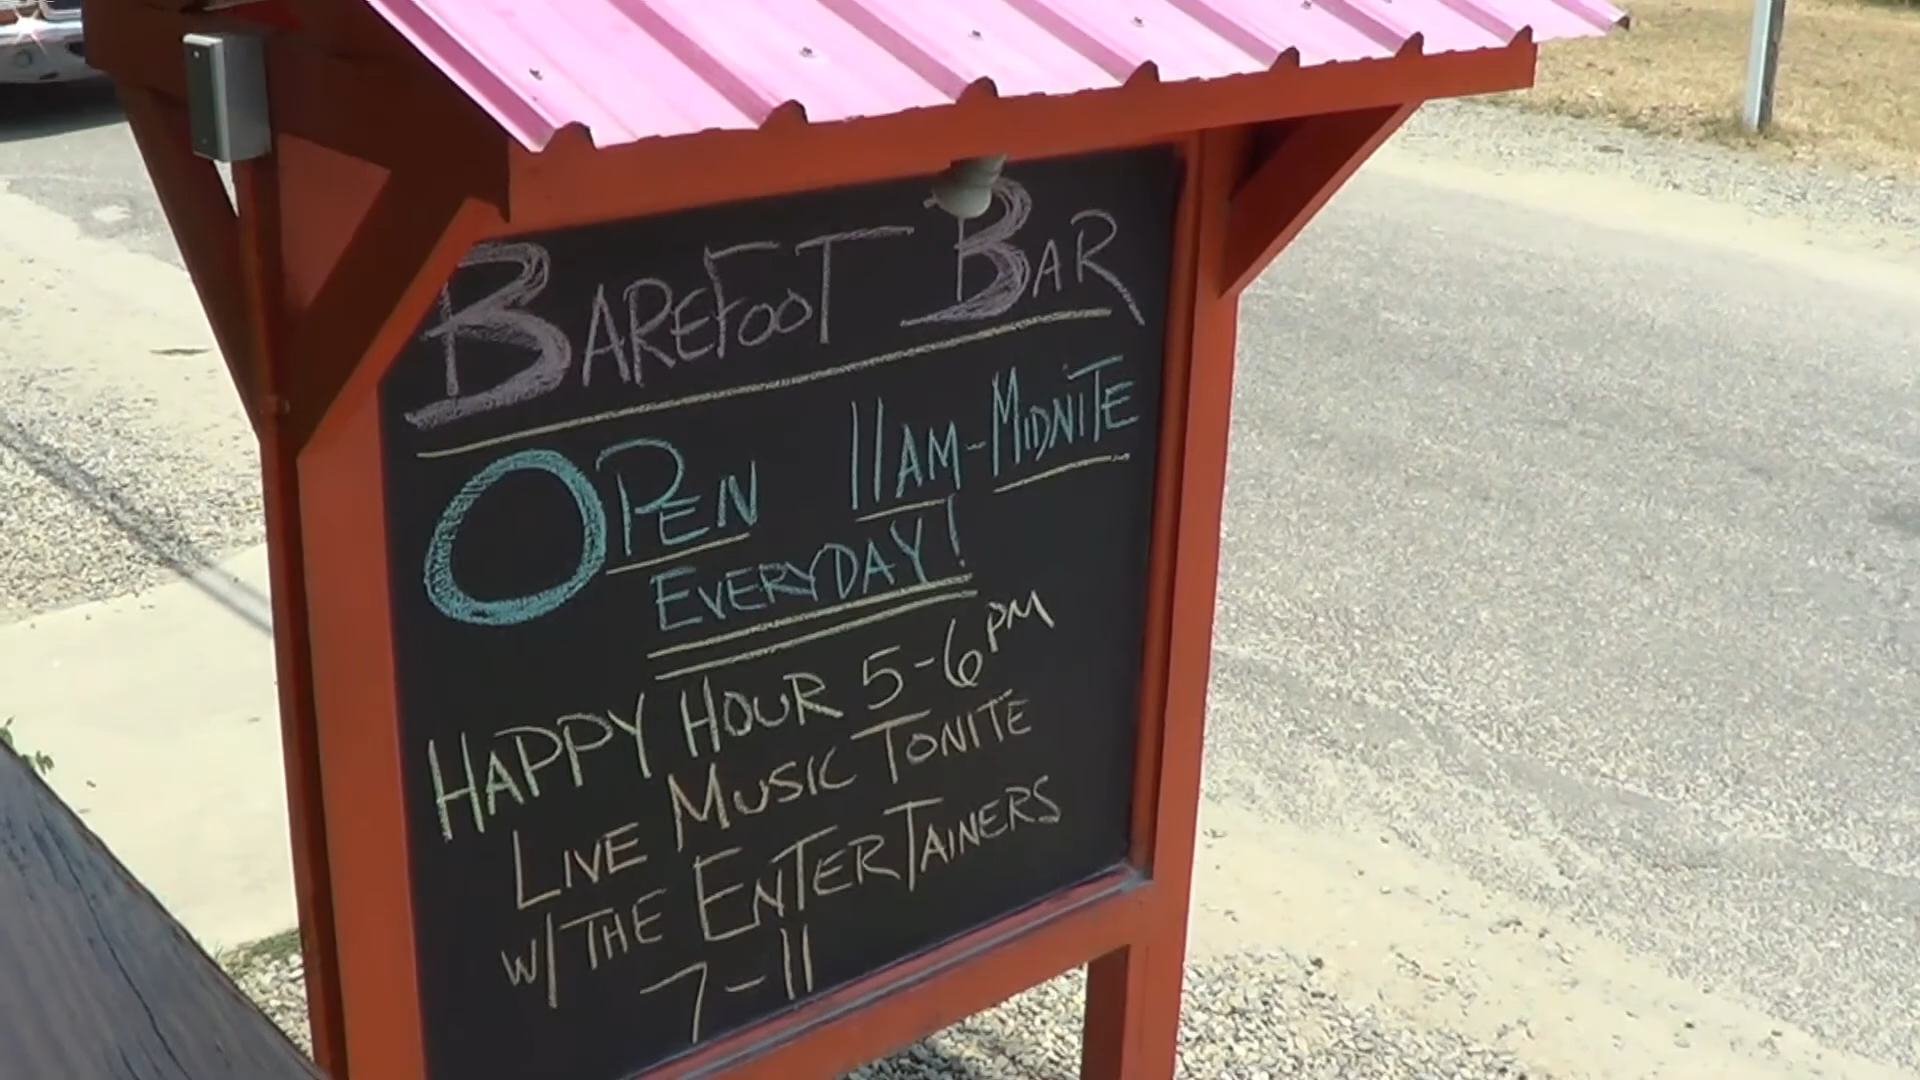 BAREFOOT BAR
OPEN 11AM-MIDNITE
EVERYDAY!
HAPPY HOUR 5-6PM
LIVE MUSIC TONITE
W/THE ENTERTAINERS
7-11